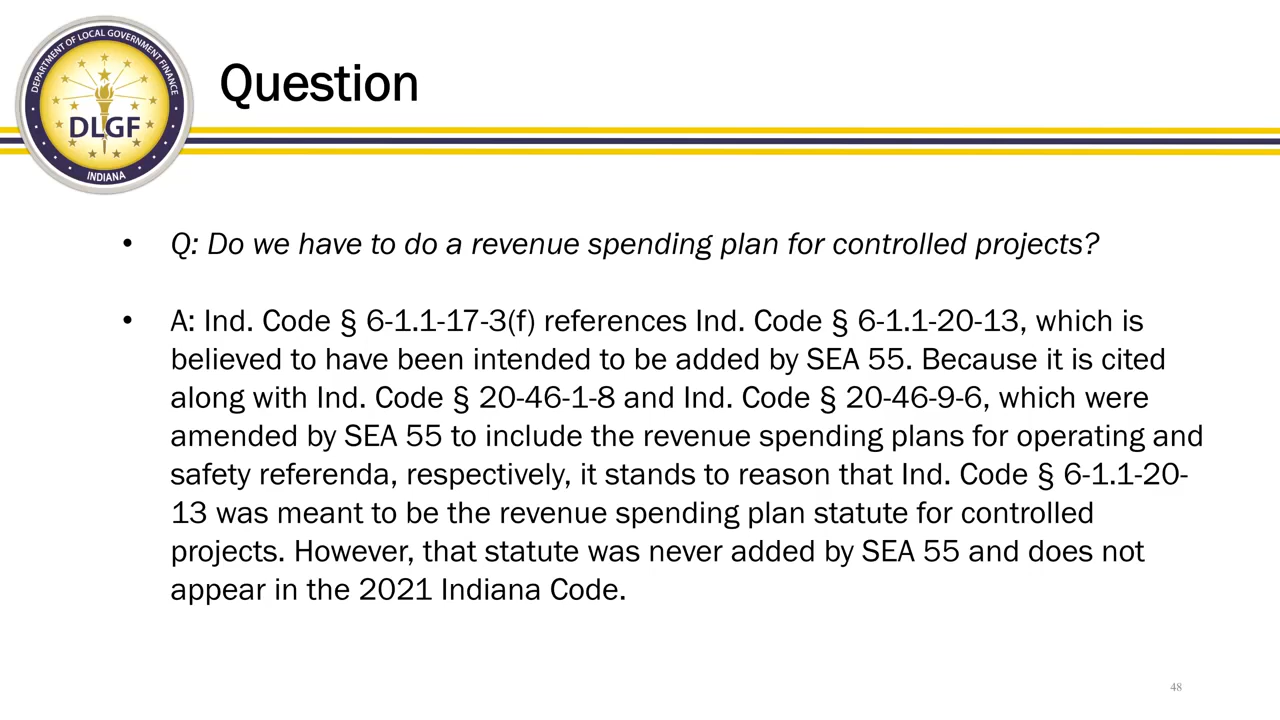 DEPARTMENT OF LOCAL GOVERNMENT FINANCE
DLGF
INDIANA
Question
• Q: Do we have to do a revenue spending plan for controlled projects?
• A: Ind. Code § 6-1.1-17-3(f) references Ind. Code § 6-1.1-20-13, which is
believed to have been intended to be added by SEA 55. Because it is cited
along with Ind. Code § 20-46-1-8 and Ind. Code § 20-46-9-6, which were
amended by SEA 55 to include the revenue spending plans for operating and
safety referenda, respectively, it stands to reason that Ind. Code § 6-1.1-20-
13 was meant to be the revenue spending plan statute for controlled
projects. However, that statute was never added by SEA 55 and does not
appear in the 2021 Indiana Code.
48